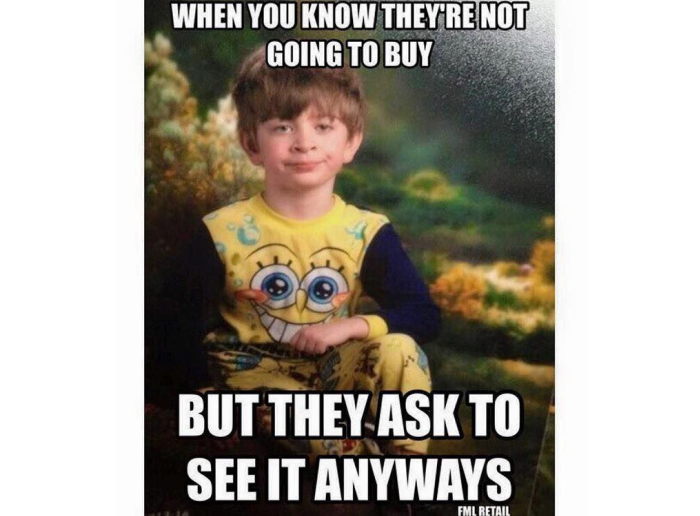 WHEN YOU KNOW THEY'RE NOT
GOING TO BUY
BUT THEY ASK TO
SEE IT ANYWAYS
FML RETAIL